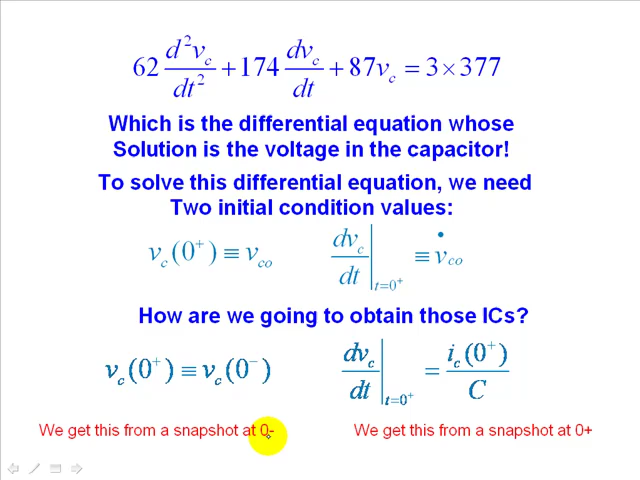 62 d²v_c/dt² + 174 dv_c/dt + 87v_c = 3 × 377
Which is the differential equation whose
Solution is the voltage in the capacitor!
To solve this differential equation, we need
Two initial condition values:
v_c(0⁺) ≡ v_co    dv_c/dt|_{t=0⁺} ≡ v̇_co
How are we going to obtain those ICs?
v_c(0⁺) ≡ v_c(0⁻)    dv_c/dt|_{t=0⁺} = i_c(0⁺)/C
We get this from a snapshot at 0-    We get this from a snapshot at 0+